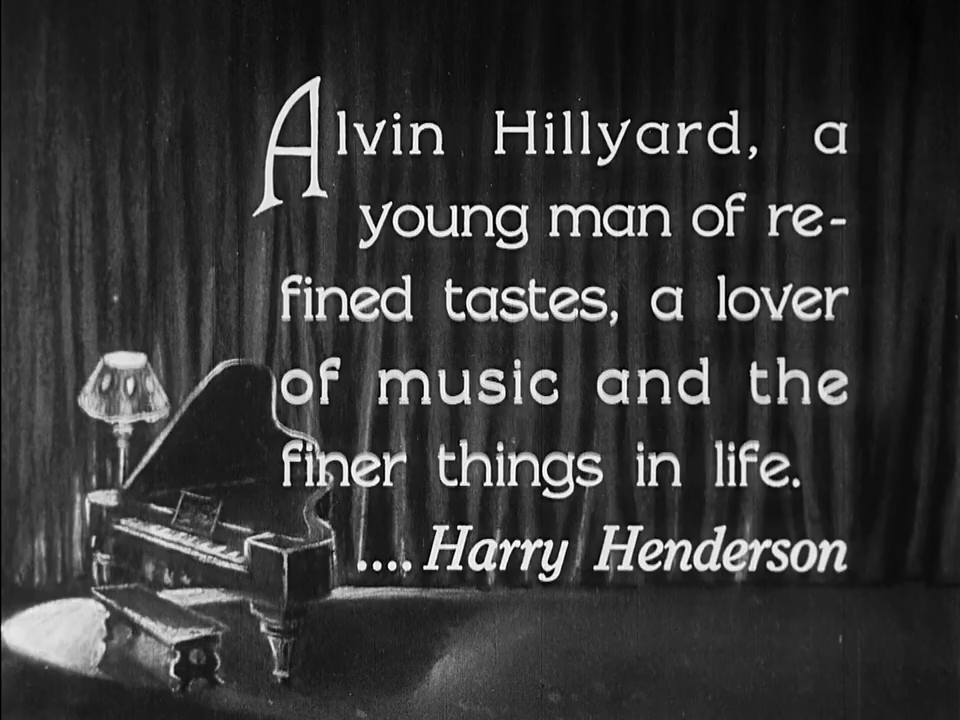 Alvin Hillyard, a
young man of re-
fined tastes, a lover
of music and the
finer things in life.
....Harry Henderson